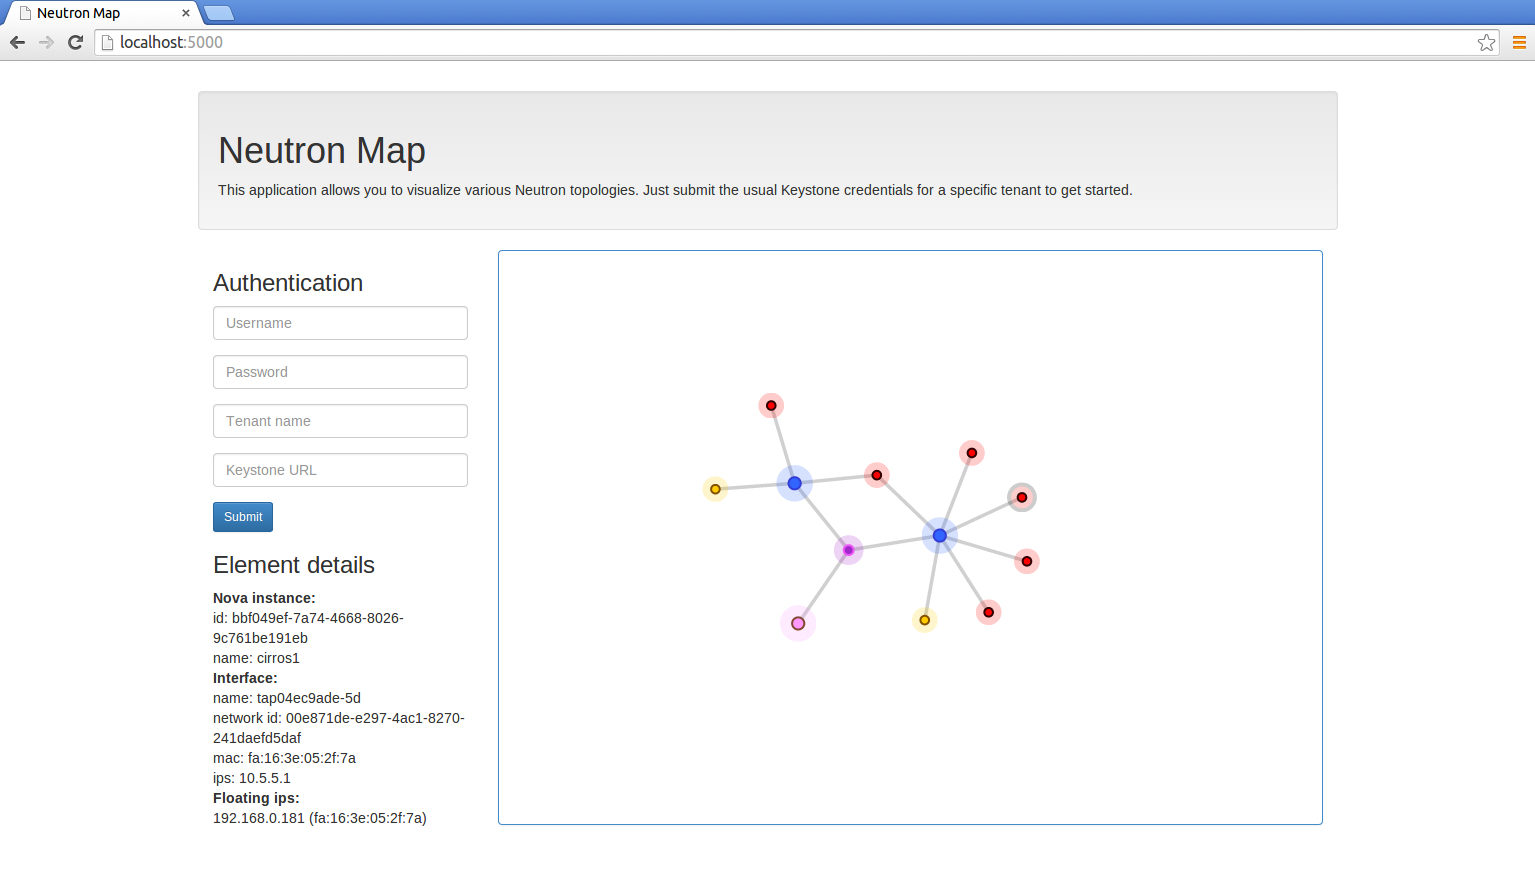 Neutron Map
localhost:5000
Neutron Map
This application allows you to visualize various Neutron topologies. Just submit the usual Keystone credentials for a specific tenant to get started.
Authentication
Username
Password
Tenant name
Keystone URL
Submit
Element details
Nova instance:
id: bbf049ef-7a74-4668-8026-
9c761be191eb
name: cirros1
Interface:
name: tap04ec9ade-5d
network id: 00e871de-e297-4ac1-8270-
241daefd5daf
mac: fa:16:3e:05:2f:7a
ips: 10.5.5.1
Floating ips:
192.168.0.181 (fa:16:3e:05:2f:7a)